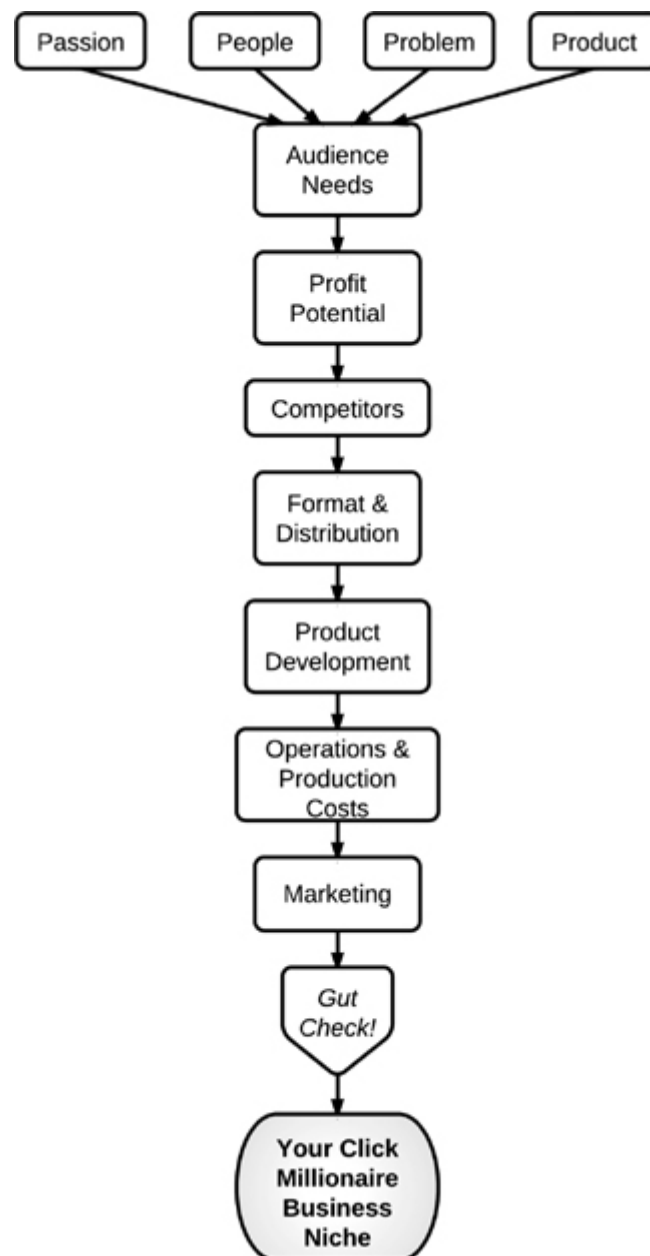 Passion People Problem Product
Audience
Needs
Profit
Potential
Competitors
Format &
Distribution
Product
Development
Operations &
Production
Costs
Marketing
Gut
Check!
Your Click
Millionaire
Business
Niche